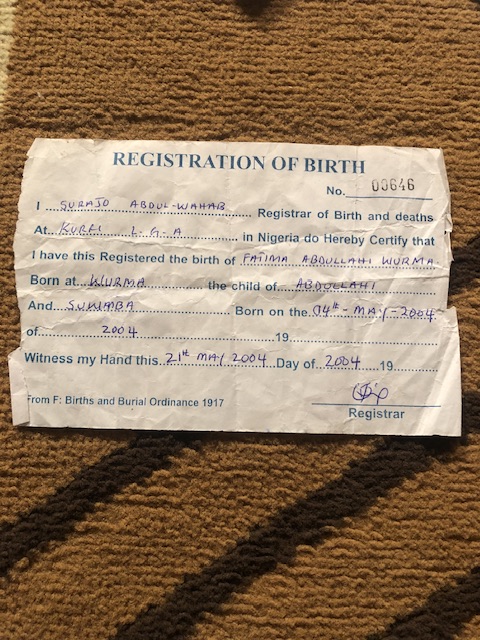 REGISTRATION OF BIRTH
No. 00646
I SURAJO ABDUL-WAHAB Registrar of Birth and deaths
At KURFI L-G-A in Nigeria do Hereby Certify that
I have this Registered the birth of FATIMA ABDULLAHI WURMA
Born at WURMA the child of ABDULLAHI
And SUWAIBA Born on the 04th - MAY - 2004
of 2004 19
Witness my Hand this 21st MAY 2004 Day of 2004 19
From F: Births and Burial Ordinance 1917
Registrar